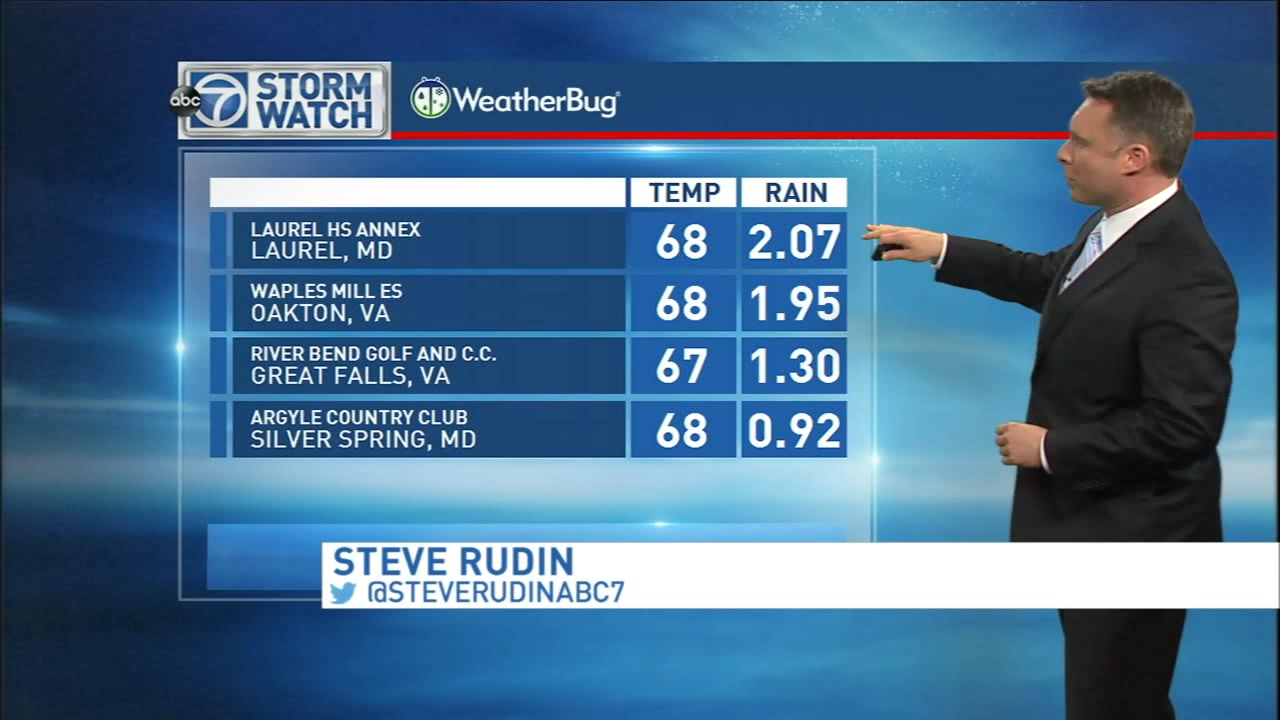 abc 7 STORM WATCH
WeatherBug®
TEMP RAIN
LAUREL HS ANNEX
LAUREL, MD
68 2.07
WAPLES MILL ES
OAKTON, VA
68 1.95
RIVER BEND GOLF AND C.C.
GREAT FALLS, VA
67 1.30
ARGYLE COUNTRY CLUB
SILVER SPRING, MD
68 0.92
STEVE RUDIN
@STEVERUDINABC7